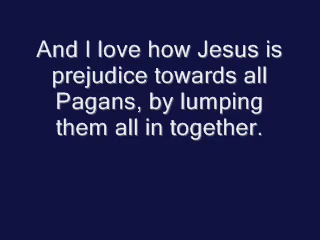 And I love how Jesus is
prejudice towards all
Pagans, by lumping
them all in together.